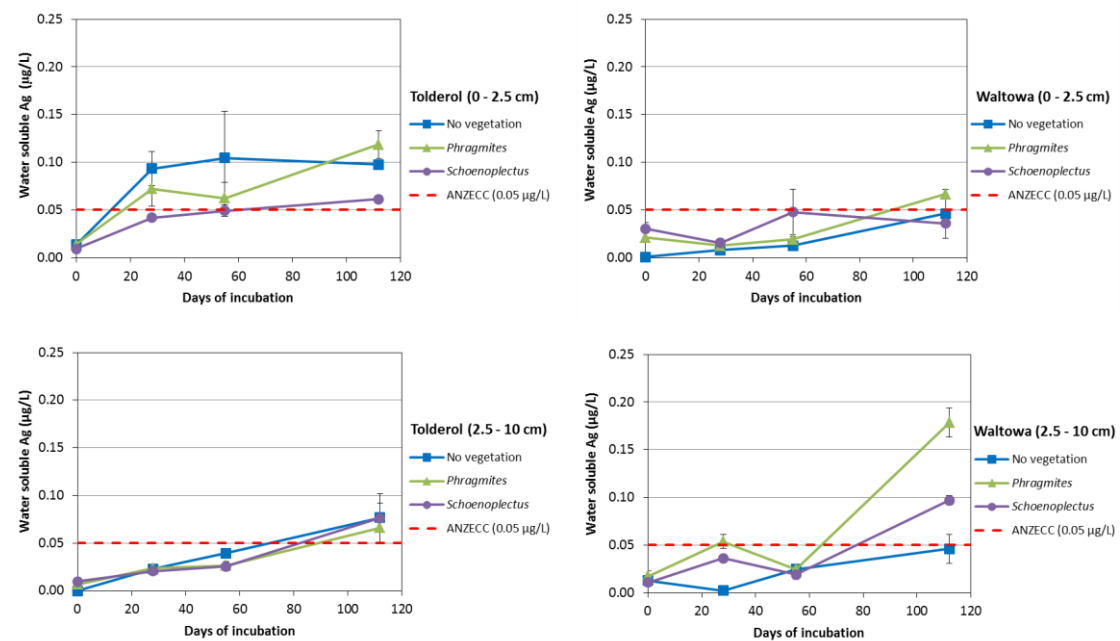 0.25
0.20
0.15
0.10
0.05
0.00
Water soluble Ag (µg/L)
0 20 40 60 80 100 120
Days of incubation
Tolderol (0 - 2.5 cm)
No vegetation
Phragmites
Schoenoplectus
ANZECC (0.05 µg/L)
0.25
0.20
0.15
0.10
0.05
0.00
Water soluble Ag (µg/L)
0 20 40 60 80 100 120
Days of incubation
Waltowa (0 - 2.5 cm)
No vegetation
Phragmites
Schoenoplectus
ANZECC (0.05 µg/L)
0.25
0.20
0.15
0.10
0.05
0.00
Water soluble Ag (µg/L)
0 20 40 60 80 100 120
Days of incubation
Tolderol (2.5 - 10 cm)
No vegetation
Phragmites
Schoenoplectus
ANZECC (0.05 µg/L)
0.25
0.20
0.15
0.10
0.05
0.00
Water soluble Ag (µg/L)
0 20 40 60 80 100 120
Days of incubation
Waltowa (2.5 - 10 cm)
No vegetation
Phragmites
Schoenoplectus
ANZECC (0.05 µg/L)